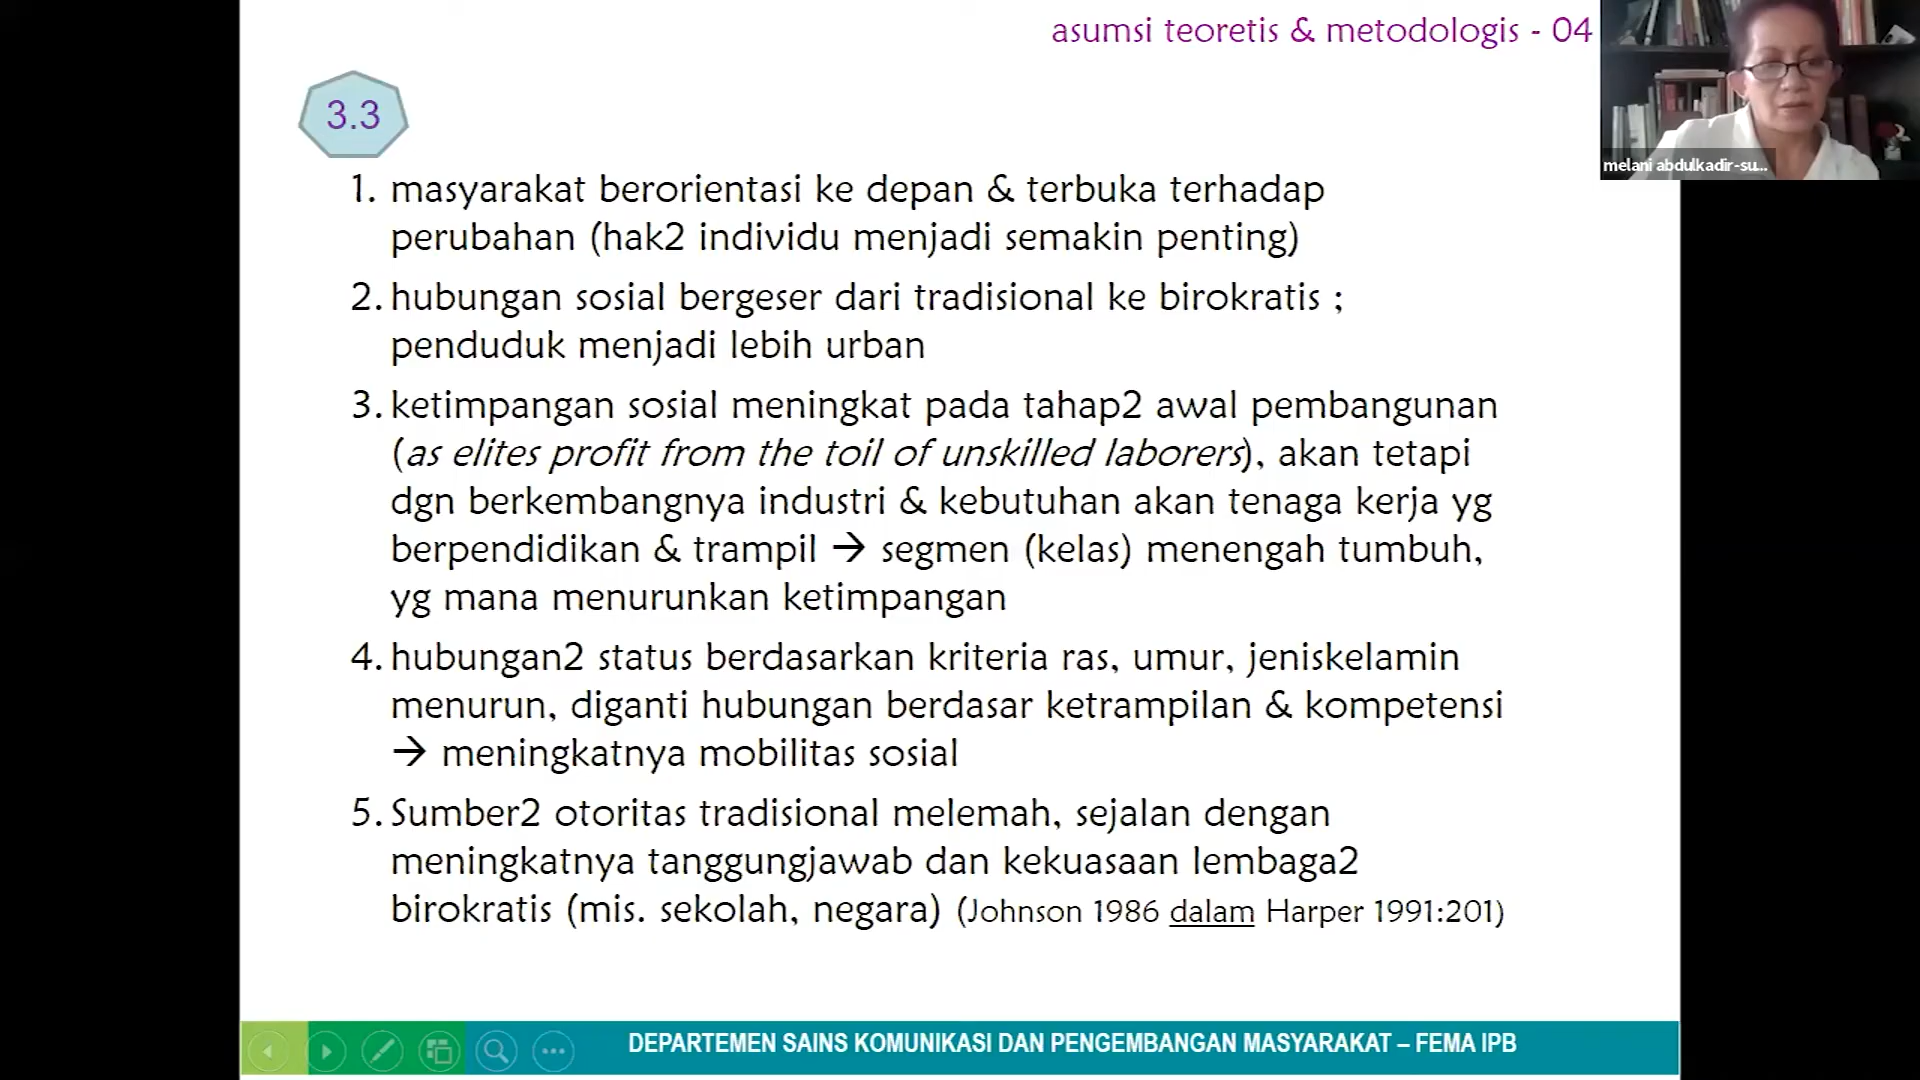 asumsi teoretis & metodologis - 04
melani abdulkadir-su...
3.3
1. masyarakat berorientasi ke depan & terbuka terhadap
perubahan (hak2 individu menjadi semakin penting)
2. hubungan sosial bergeser dari tradisional ke birokratis ;
penduduk menjadi lebih urban
3. ketimpangan sosial meningkat pada tahap2 awal pembangunan
(as elites profit from the toil of unskilled laborers), akan tetapi
dgn berkembangnya industri & kebutuhan akan tenaga kerja yg
berpendidikan & trampil → segmen (kelas) menengah tumbuh,
yg mana menurunkan ketimpangan
4. hubungan2 status berdasarkan kriteria ras, umur, jeniskelamin
menurun, diganti hubungan berdasar ketrampilan & kompetensi
→ meningkatnya mobilitas sosial
5. Sumber2 otoritas tradisional melemah, sejalan dengan
meningkatnya tanggungjawab dan kekuasaan lembaga2
birokratis (mis. sekolah, negara) (Johnson 1986 dalam Harper 1991:201)
DEPARTEMEN SAINS KOMUNIKASI DAN PENGEMBANGAN MASYARAKAT – FEMA IPB